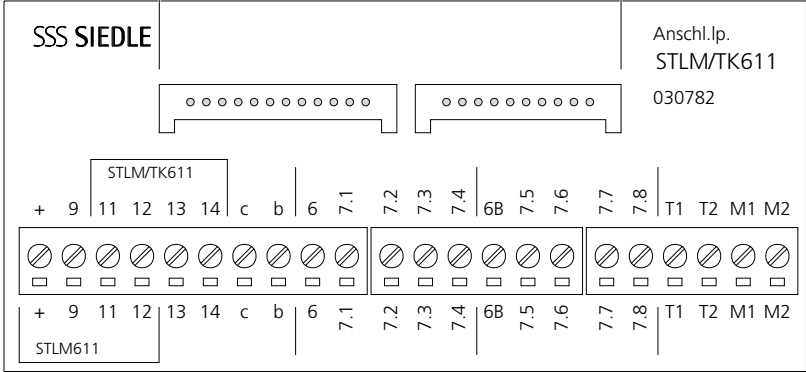 SSS SIEDLE
Anschl.lp.
STLM/TK611
030782
STLM/TK611
+ 9 11 12 13 14 c b 6 7.1 7.2 7.3 7.4 6B 7.5 7.6 7.7 7.8 T1 T2 M1 M2
+ 9 11 12 13 14 c b 6 7.1 7.2 7.3 7.4 6B 7.5 7.6 7.7 7.8 T1 T2 M1 M2
STLM611